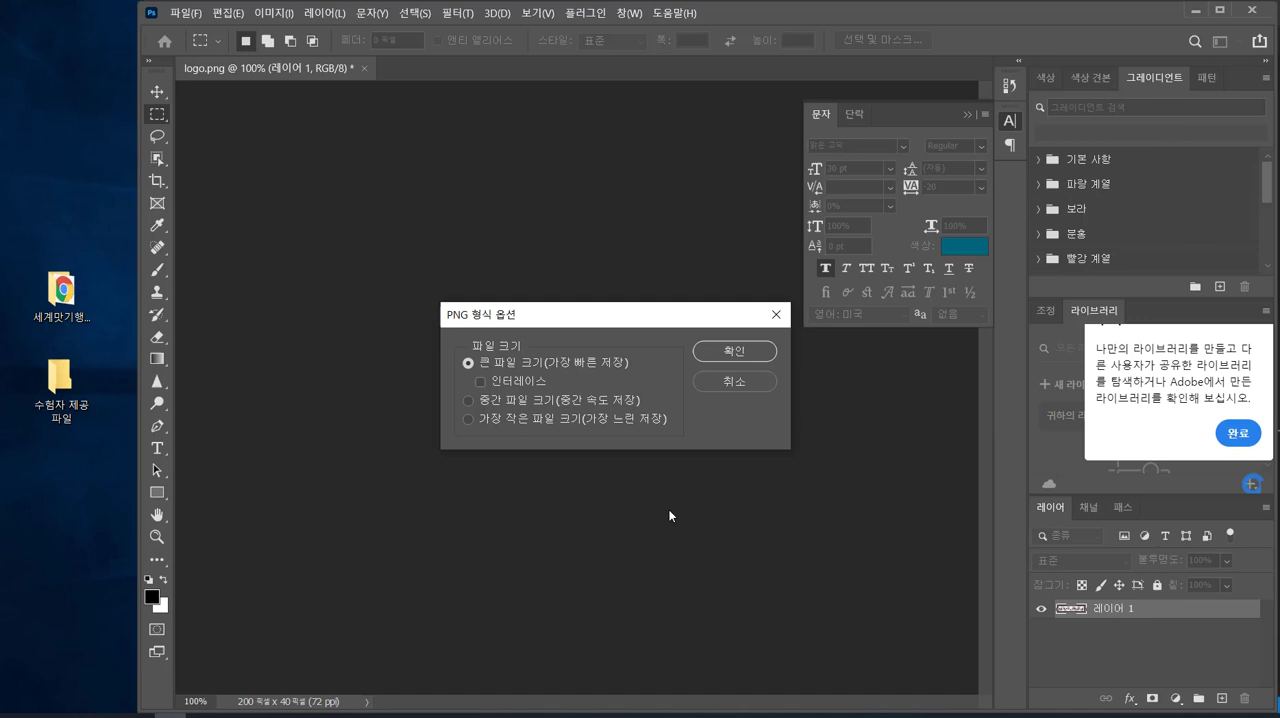 Ps 파일(F) 편집(E) 이미지(I) 레이어(L) 문자(Y) 선택(S) 필터(T) 3D(D) 보기(V) 플러그인 창(W) 도움말(H)
페더: 0 픽셀 앤티 앨리어스 스타일: 표준 폭: 높이: 선택 및 마스크...
logo.png @ 100% (레이어 1, RGB/8) *
색상 색상 견본 그레이디언트 패턴
그레이디언트 검색
기본 사항
파랑 계열
보라
분홍
빨강 계열
문자 단락
맑은 고딕 Regular
30 pt (자동)
-20
0%
100% 100%
0 pt 색상:
영어: 미국 aa 없음
세계맛기행...
수험자 제공
파일
PNG 형식 옵션
파일 크기
큰 파일 크기(가장 빠른 저장)
인터레이스
중간 파일 크기(중간 속도 저장)
가장 작은 파일 크기(가장 느린 저장)
확인
취소
조정 라이브러리
나만의 라이브러리를 만들고 다
른 사용자가 공유한 라이브러리
를 탐색하거나 Adobe에서 만든
라이브러리를 확인해 보십시오.
완료
+ 새 라이
귀하의 라
레이어 채널 패스
종류
표준 불투명도: 100%
잠그기: 칠: 100%
레이어 1
fx
100% 200 픽셀 x 40 픽셀 (72 ppi)